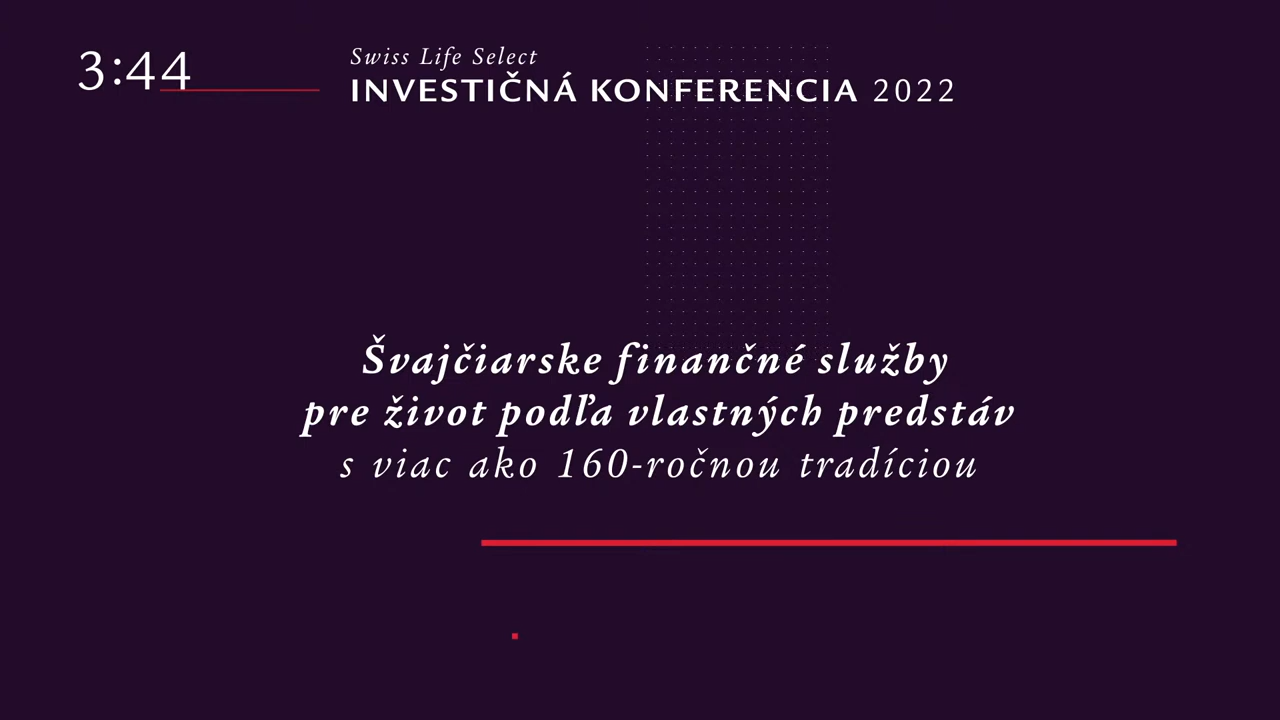 3:44
Swiss Life Select
INVESTIČNÁ KONFERENCIA 2022
Švajčiarske finančné služby
pre život podľa vlastných predstáv
s viac ako 160-ročnou tradíciou